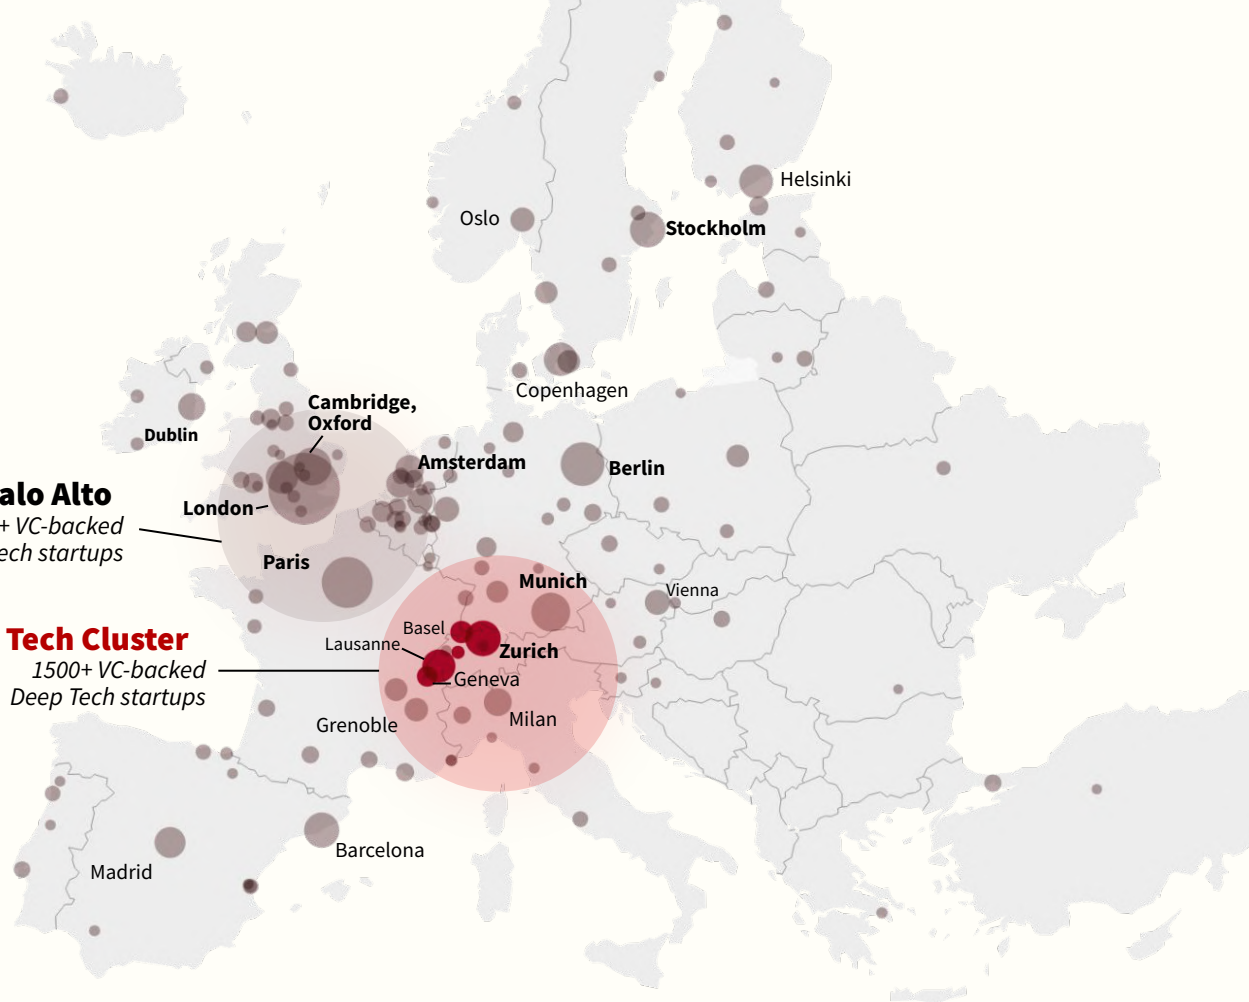 Helsinki
Oslo
Stockholm
Copenhagen
Cambridge,
Oxford
Dublin
Amsterdam
Berlin
alo Alto
London
+ VC-backed
ech startups
Paris
Munich
Vienna
Basel
Tech Cluster
Lausanne
Zurich
1500+ VC-backed
Geneva
Deep Tech startups
Grenoble
Milan
Barcelona
Madrid